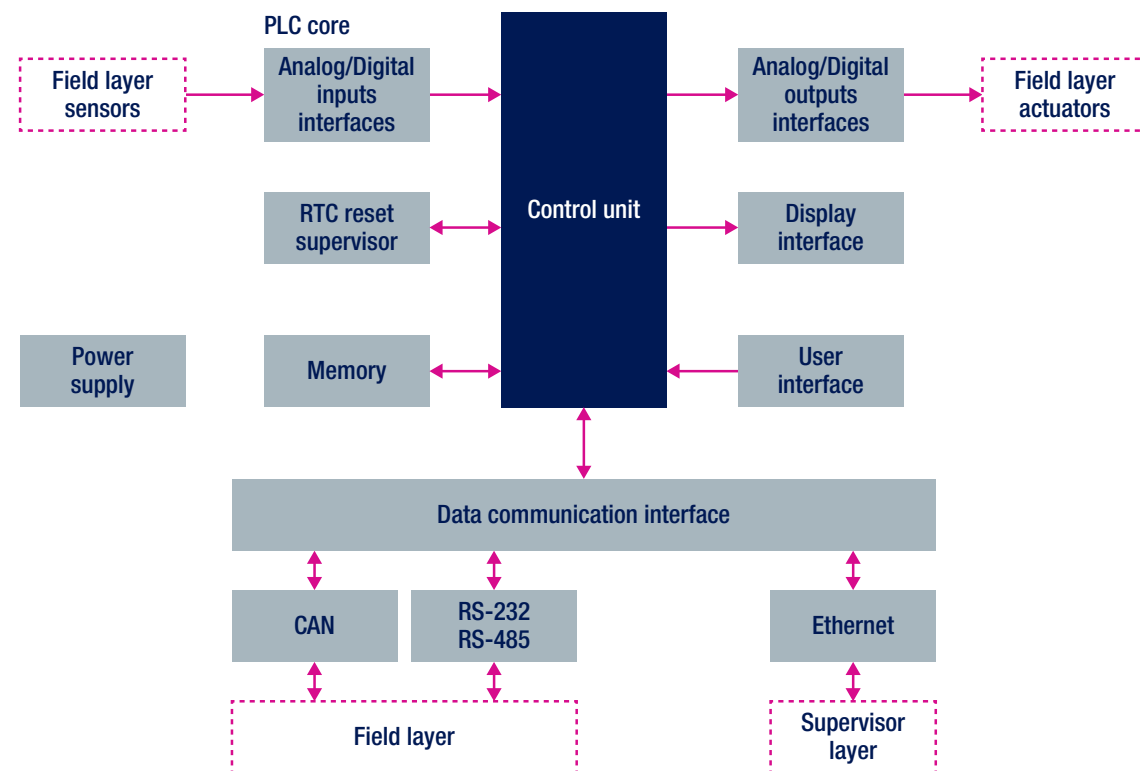 PLC core
Field layer
sensors
Analog/Digital
inputs
interfaces
Analog/Digital
outputs
interfaces
Field layer
actuators
RTC reset
supervisor
Control unit
Display
interface
Power
supply
Memory
User
interface
Data communication interface
CAN
RS-232
RS-485
Ethernet
Field layer
Supervisor
layer